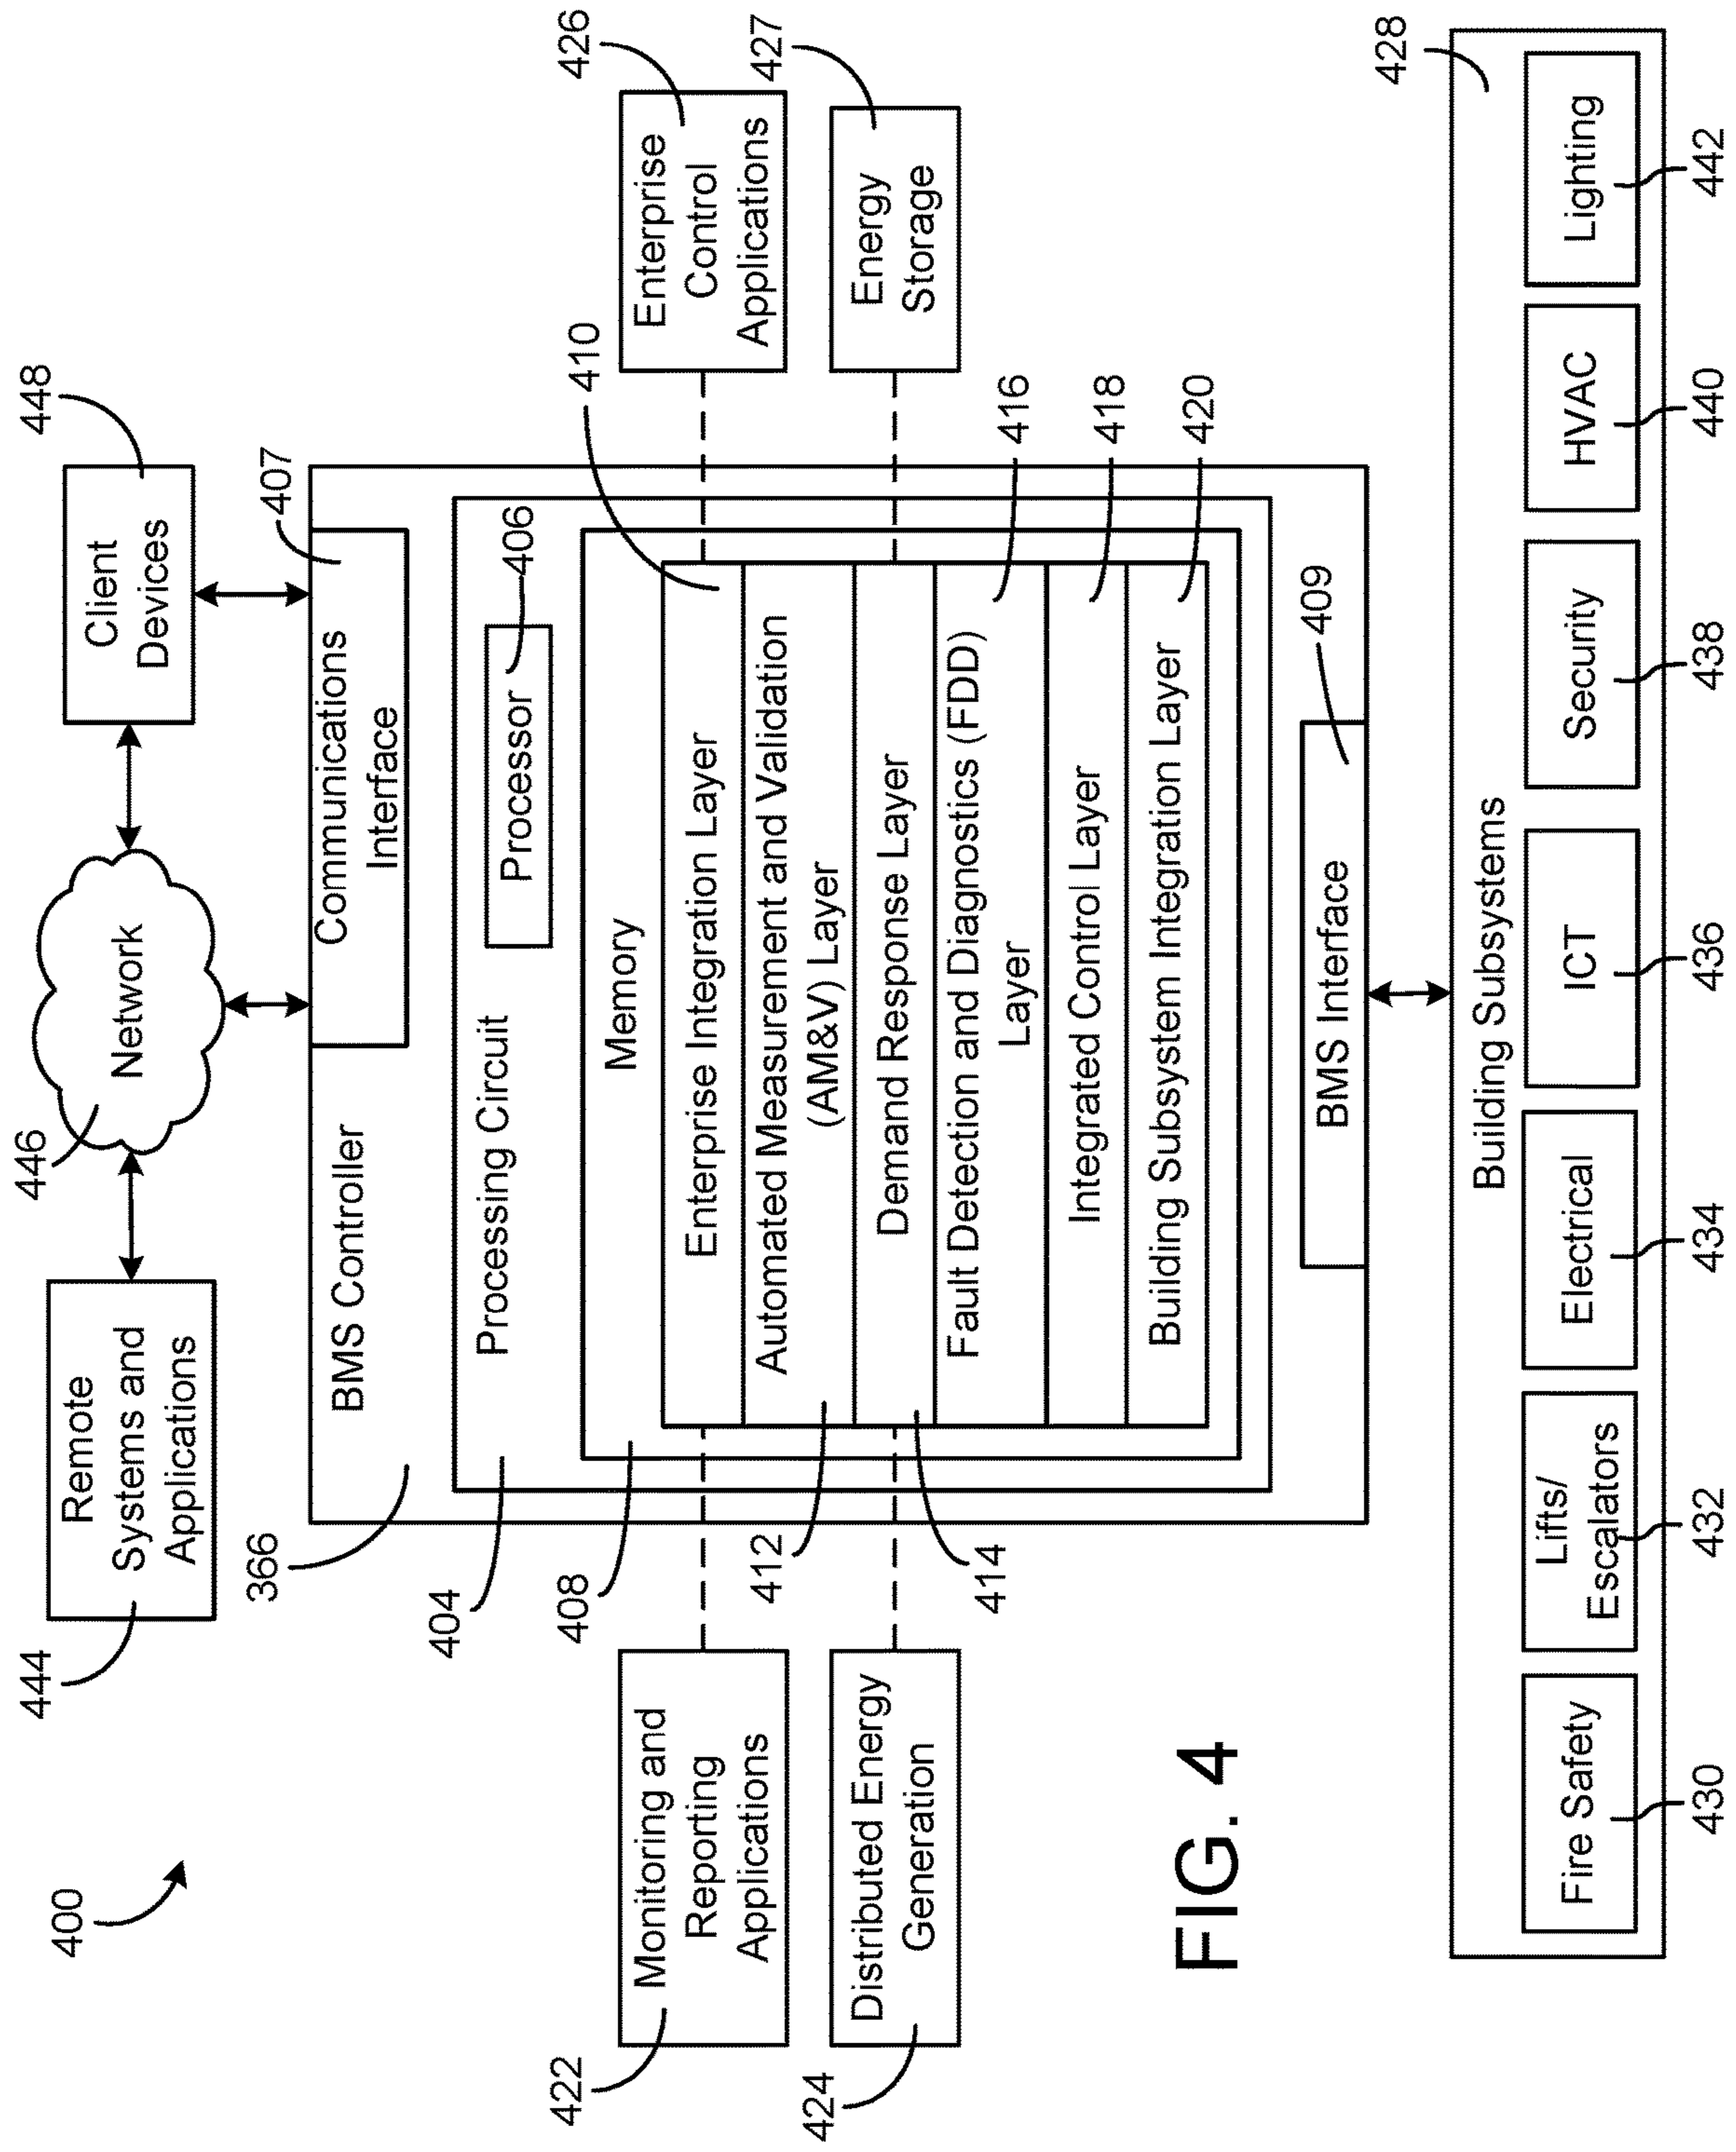 400
444
Remote
Systems and
Applications
446
Network
448
Client
Devices
366
BMS Controller
Communications
Interface
407
404
Processing Circuit
Processor
406
408
Memory
410
Enterprise Integration Layer
Automated Measurement and Validation
(AM&V) Layer
412
Demand Response Layer
414
Fault Detection and Diagnostics (FDD)
Layer
416
Integrated Control Layer
418
Building Subsystem Integration Layer
420
422
Monitoring and
Reporting
Applications
424
Distributed Energy
Generation
426
Enterprise
Control
Applications
427
Energy
Storage
BMS Interface
409
FIG. 4
428
Building Subsystems
Fire Safety
Lifts/
Escalators
Electrical
ICT
Security
HVAC
Lighting
430
432
434
436
438
440
442